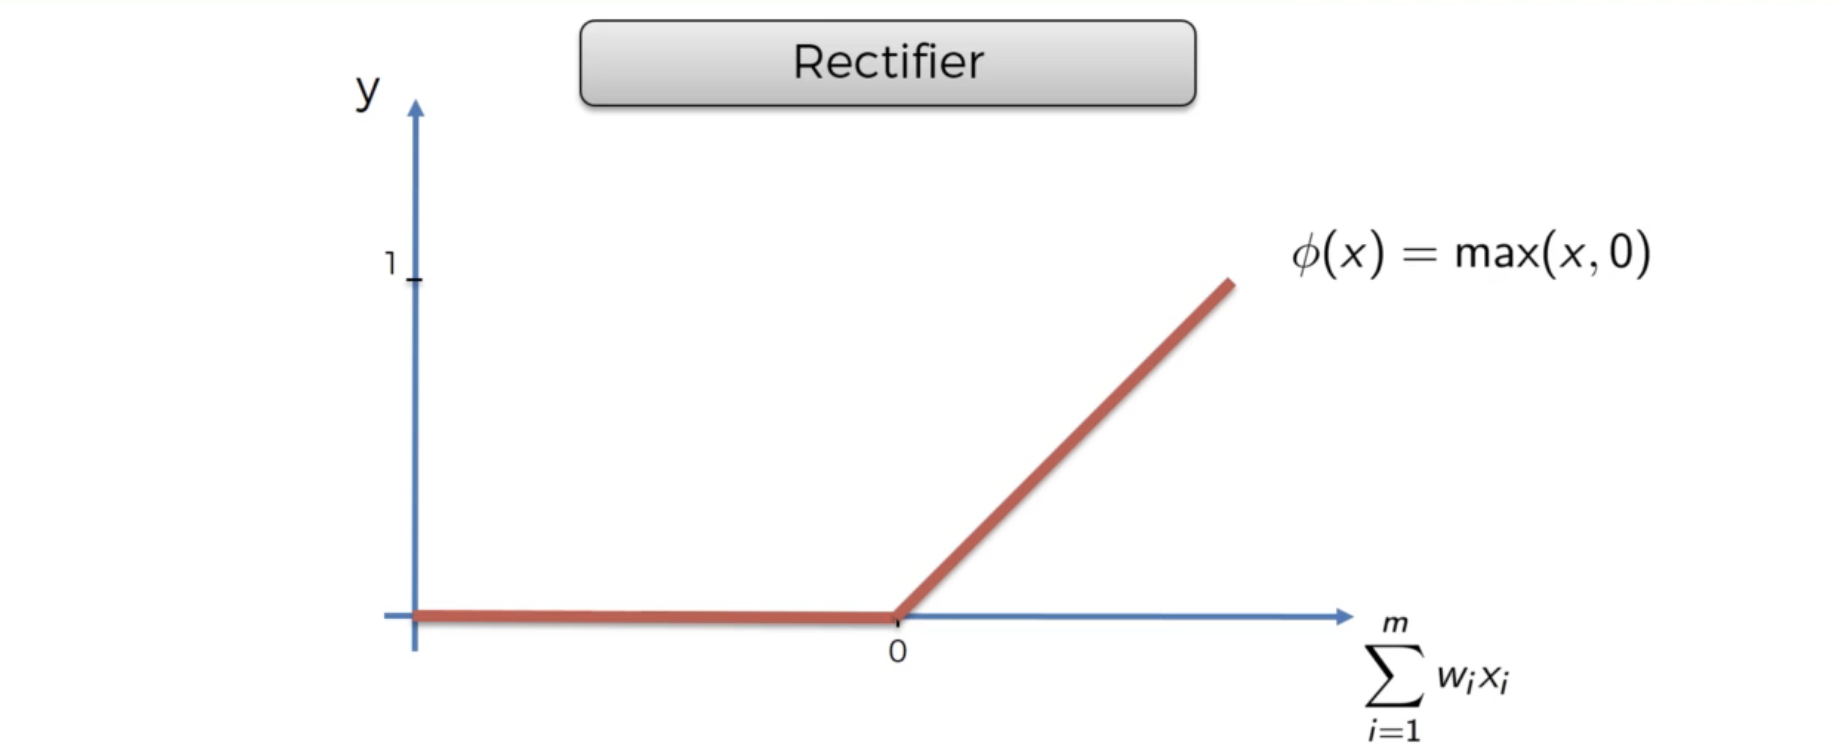 Rectifier
y
1
ϕ(x) = max(x, 0)
0
m
∑ wᵢxᵢ
i=1